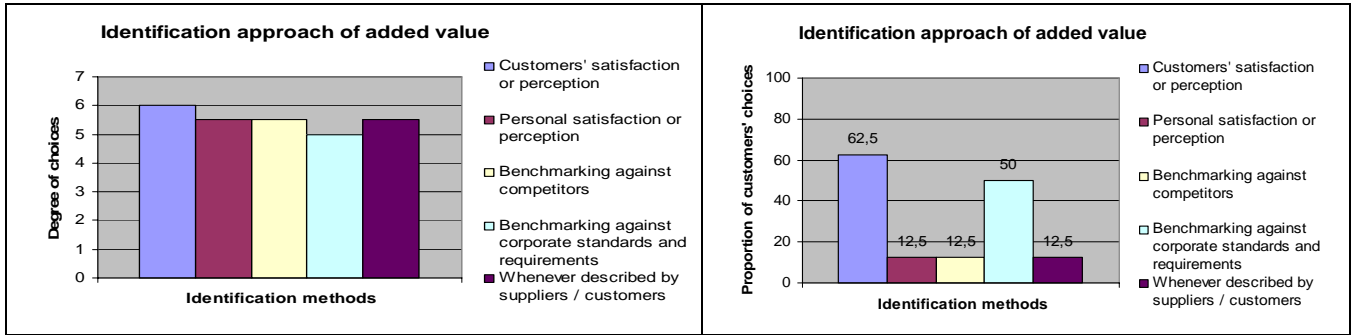 Identification approach of added value
7
6
5
4
3
2
1
0
Degree of choices
Identification methods
Customers' satisfaction
or perception
Personal satisfaction or
perception
Benchmarking against
competitors
Benchmarking against
corporate standards and
requirements
Whenever described by
suppliers / customers
Identification approach of added value
100
80
60
40
20
0
Proportion of customers' choices
62,5
12,5
12,5
50
12,5
Identification methods
Customers' satisfaction
or perception
Personal satisfaction or
perception
Benchmarking against
competitors
Benchmarking against
corporate standards and
requirements
Whenever described by
suppliers / customers